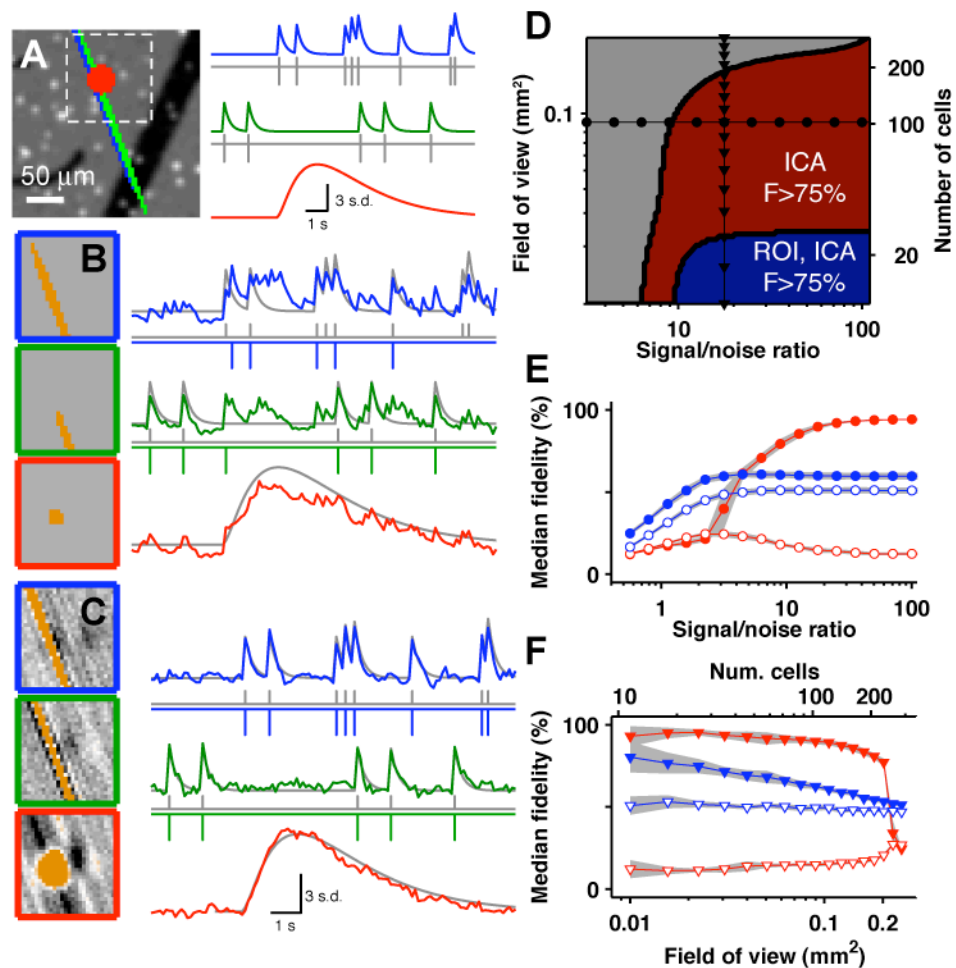 A
50 μm
3 s.d.
1 s
B
C
3 s.d.
1 s
D
Field of view (mm²)
0.1
ICA
F>75%
ROI, ICA
F>75%
200
100
20
Number of cells
10
100
Signal/noise ratio
E
Median fidelity (%)
100
0
1
10
100
Signal/noise ratio
F
Num. cells
10
100
200
Median fidelity (%)
100
0
0.01
0.1
0.2
Field of view (mm²)